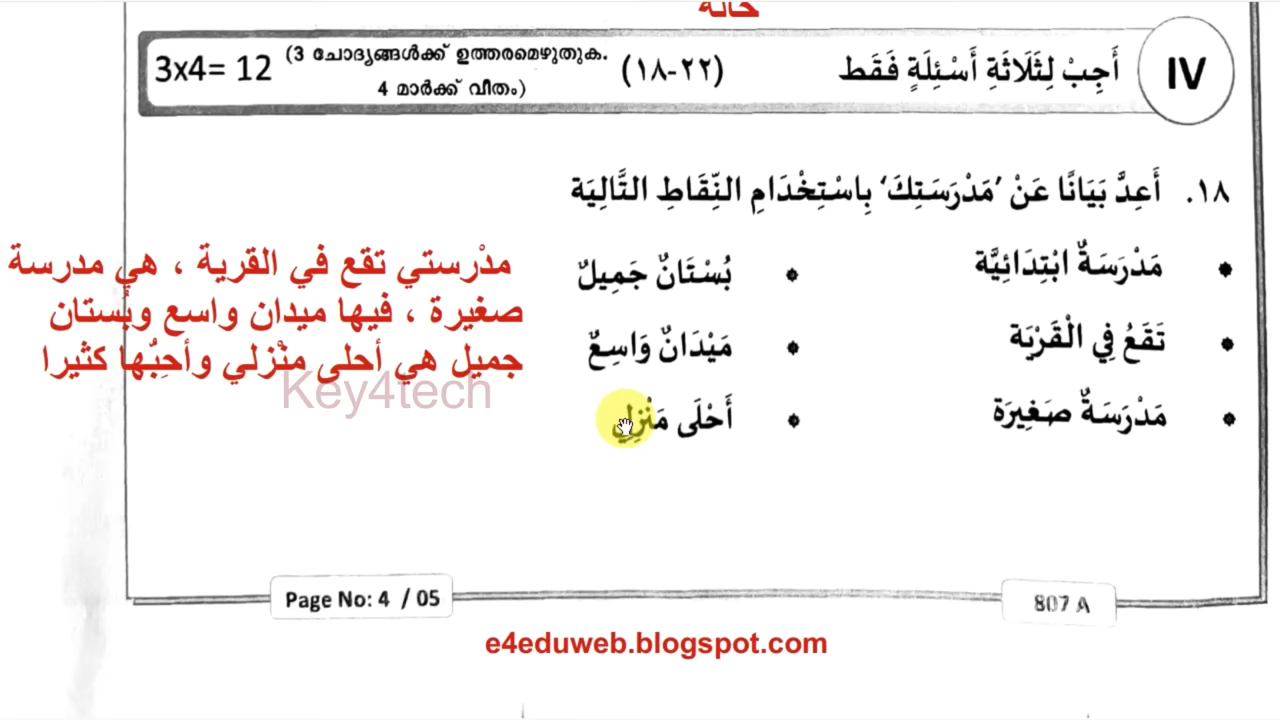 حالة
IV أَجِبْ لِثَلَاثَةِ أَسْئِلَةٍ فَقَط (١٨-٢٢) (3 ചോദ്യങ്ങൾക്ക് ഉത്തരമെഴുതുക. 3x4= 12
4 മാർക്ക് വീതം)
١٨. أَعِدَّ بَيَانًا عَنْ ’مَدْرَسَتِكَ‘ بِاسْتِخْدَامِ النِّقَاطِ التَّالِيَة
* مَدْرَسَةٌ ابْتِدَائِيَّة * بُسْتَانٌ جَمِيلٌ
* تَقَعُ فِي الْقَرْيَة * مَيْدَانٌ وَاسِعٌ
* مَدْرَسَةٌ صَغِيرَة * أَحْلَى مَنْزِلِي
مدْرستي تقع في القرية ، هي مدرسة
صغيرة ، فيها ميدان واسع وبُستان
جميل هي أحلى منْزلي وأحِبُها كثيرا
Key4tech
Page No: 4 / 05
807 A
e4eduweb.blogspot.com